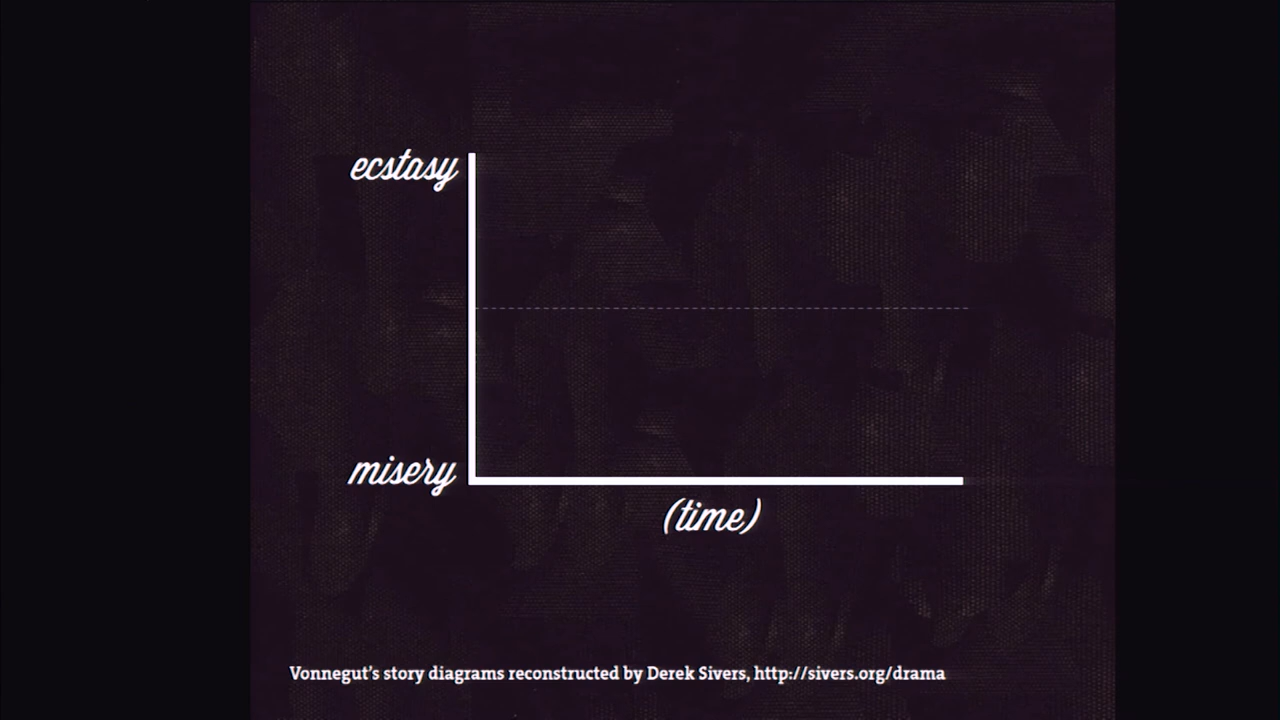 ecstasy
misery
(time)
Vonnegut's story diagrams reconstructed by Derek Sivers, http://sivers.org/drama